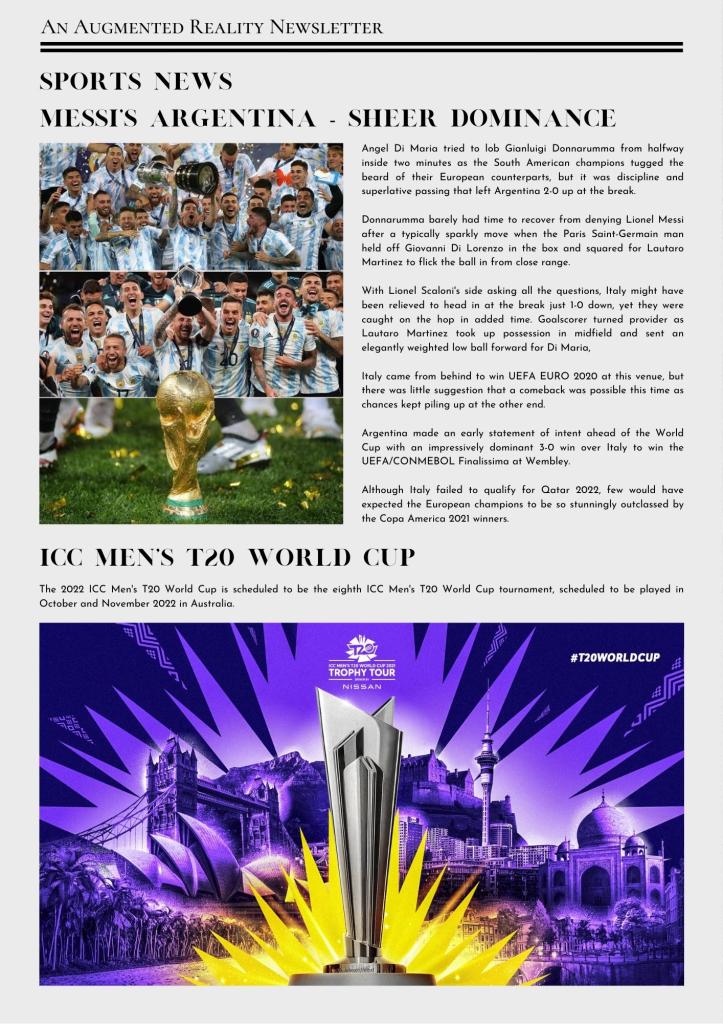 An Augmented Reality Newsletter
SPORTS NEWS
MESSI'S ARGENTINA - SHEER DOMINANCE
Angel Di Maria tried to lob Gianluigi Donnarumma from halfway
inside two minutes as the South American champions tugged the
beard of their European counterparts, but it was discipline and
superlative passing that left Argentina 2-0 up at the break.
Donnarumma barely had time to recover from denying Lionel Messi
after a typically sparkly move when the Paris Saint-Germain man
held off Giovanni Di Lorenzo in the box and squared for Lautaro
Martinez to flick the ball in from close range.
With Lionel Scaloni's side asking all the questions, Italy might have
been relieved to head in at the break just 1-0 down, yet they were
caught on the hop in added time. Goalscorer turned provider as
Lautaro Martinez took up possession in midfield and sent an
elegantly weighted low ball forward for Di Maria,
Italy came from behind to win UEFA EURO 2020 at this venue, but
there was little suggestion that a comeback was possible this time as
chances kept piling up at the other end.
Argentina made an early statement of intent ahead of the World
Cup with an impressively dominant 3-0 win over Italy to win the
UEFA/CONMEBOL Finalissima at Wembley.
Although Italy failed to qualify for Qatar 2022, few would have
expected the European champions to be so stunningly outclassed by
the Copa America 2021 winners.
20
ICC MEN'S T20 WORLD CUP
The 2022 ICC Men's T20 World Cup is scheduled to be the eighth ICC Men's T20 World Cup tournament, scheduled to be played in
October and November 2022 in Australia.
T20
ICC MEN'S T20 WORLD CUP 2021
TROPHY TOUR
NISSAN
#T20WORLDCUP